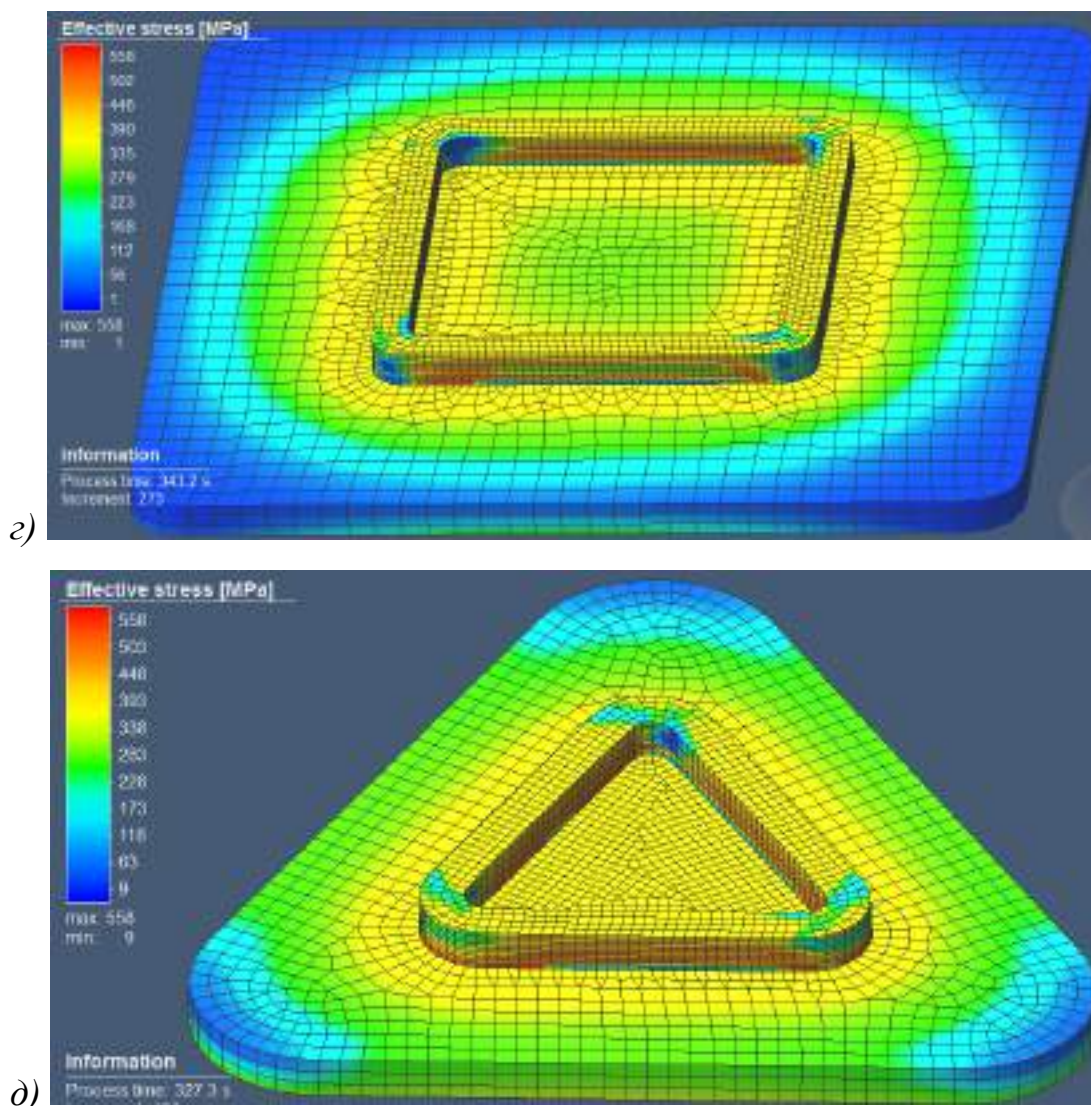 Effective stress [MPa]
558
502
446
390
335
279
223
168
112
56
1
max: 558
min: 1
Information
Process time: 343.2 s
Increment: 273
г)
Effective stress [MPa]
558
503
448
393
338
283
228
173
118
63
9
max: 558
min: 9
Information
Process time: 327.3 s
д)